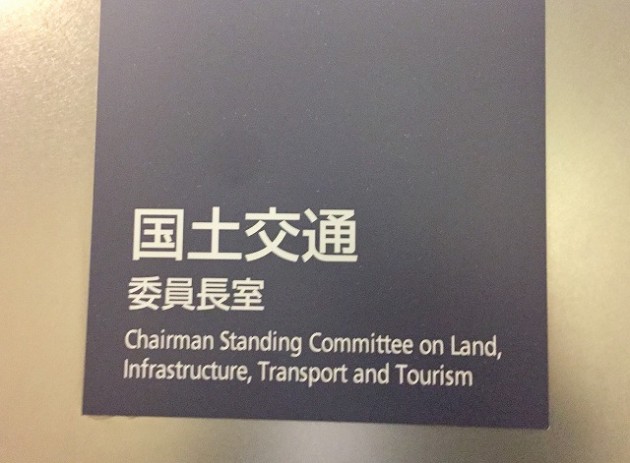 国土交通
委員長室
Chairman Standing Committee on Land,
Infrastructure, Transport and Tourism